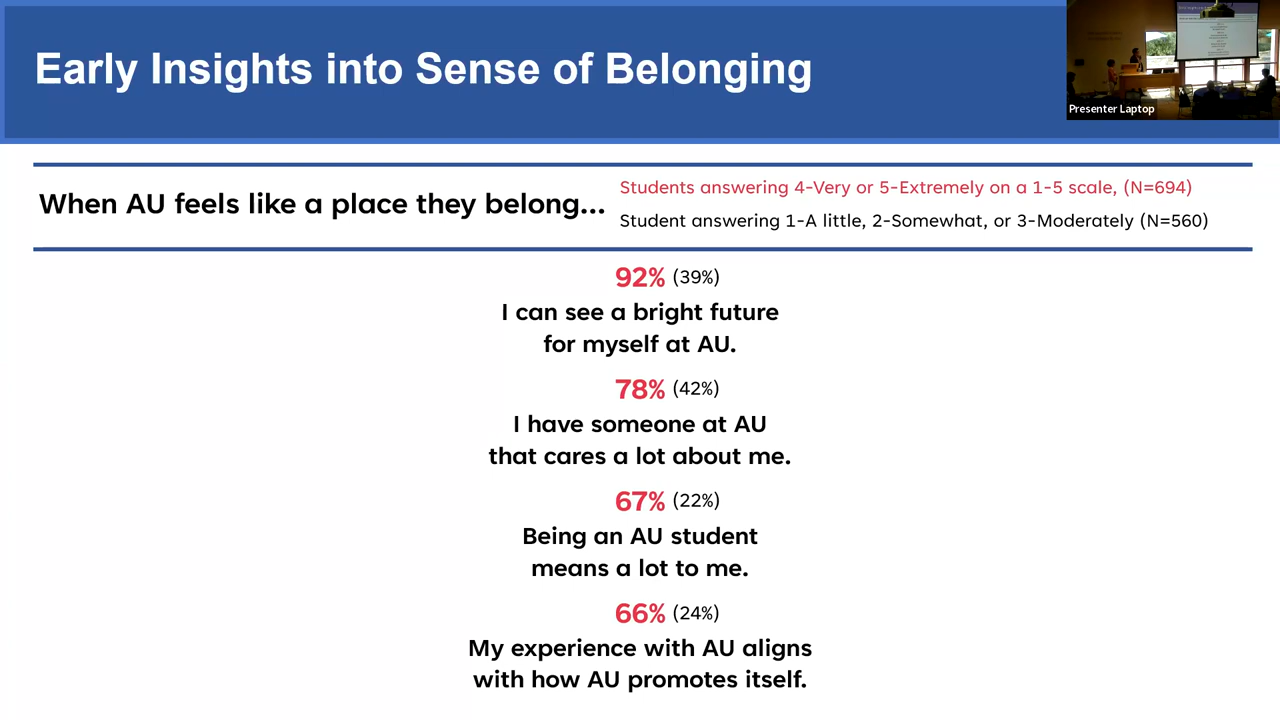 Early Insights into Sense of Belonging
Presenter Laptop
When AU feels like a place they belong...
Students answering 4-Very or 5-Extremely on a 1-5 scale, (N=694)
Student answering 1-A little, 2-Somewhat, or 3-Moderately (N=560)
92% (39%)
I can see a bright future
for myself at AU.
78% (42%)
I have someone at AU
that cares a lot about me.
67% (22%)
Being an AU student
means a lot to me.
66% (24%)
My experience with AU aligns
with how AU promotes itself.